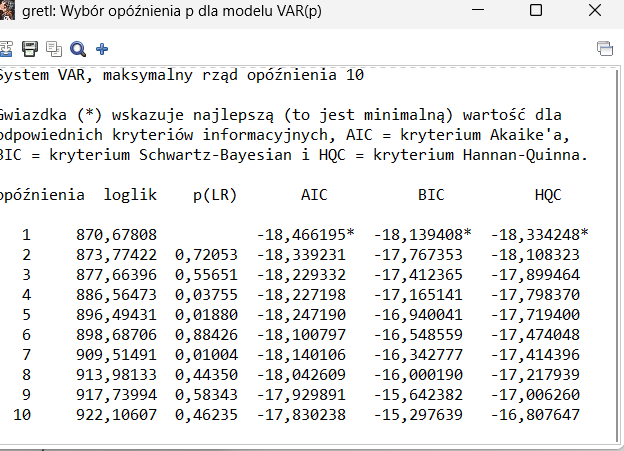 gretl: Wybór opóźnienia p dla modelu VAR(p)
System VAR, maksymalny rząd opóźnienia 10
Gwiazdka (*) wskazuje najlepszą (to jest minimalną) wartość dla
odpowiednich kryteriów informacyjnych, AIC = kryterium Akaike'a,
BIC = kryterium Schwartz-Bayesian i HQC = kryterium Hannan-Quinna.
opóźnienia loglik p(LR) AIC BIC HQC
1 870,67808 -18,466195* -18,139408* -18,334248*
2 873,77422 0,72053 -18,339231 -17,767353 -18,108323
3 877,66396 0,55651 -18,229332 -17,412365 -17,899464
4 886,56473 0,03755 -18,227198 -17,165141 -17,798370
5 896,49431 0,01880 -18,247190 -16,940041 -17,719400
6 898,68706 0,88426 -18,100797 -16,548559 -17,474048
7 909,51491 0,01004 -18,140106 -16,342777 -17,414396
8 913,98133 0,44350 -18,042609 -16,000190 -17,217939
9 917,73994 0,58343 -17,929891 -15,642382 -17,006260
10 922,10607 0,46235 -17,830238 -15,297639 -16,807647